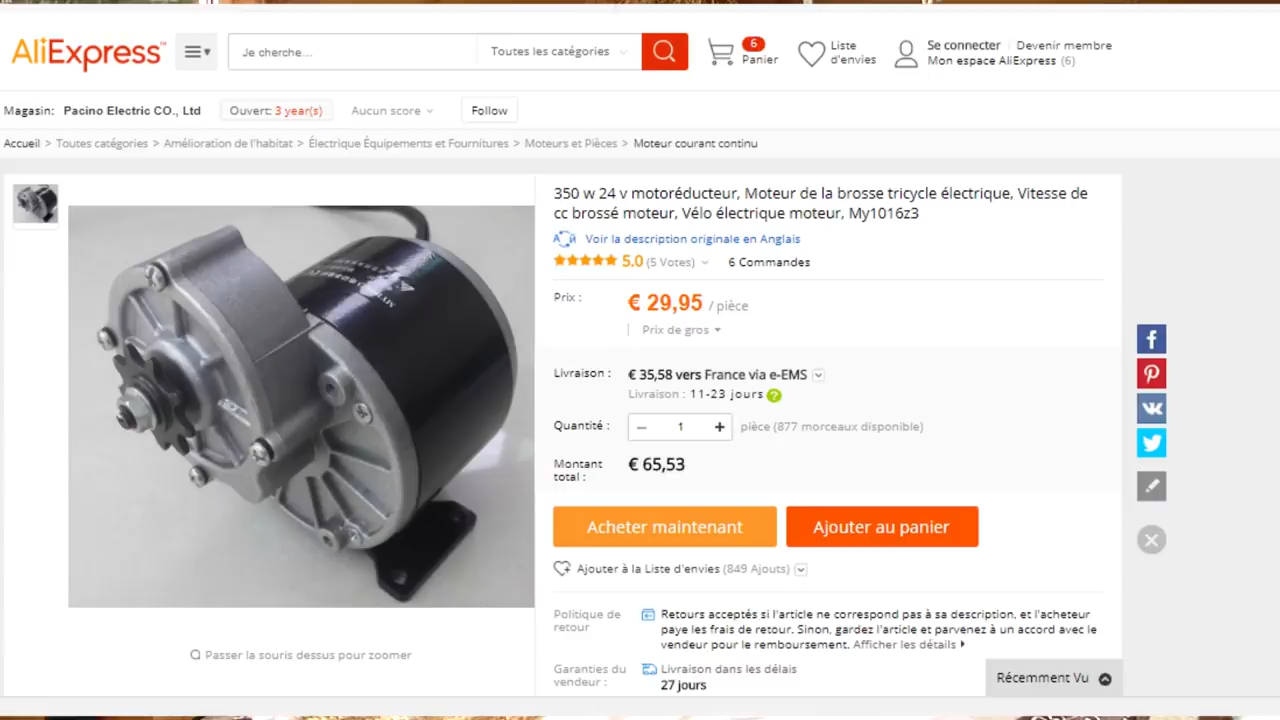 AliExpress™
Je cherche...
Toutes les catégories
6
Panier
Liste
d'envies
Se connecter | Devenir membre
Mon espace AliExpress (6)
Magasin: Pacino Electric CO., Ltd
Ouvert: 3 year(s)
Aucun score
Follow
Accueil > Toutes catégories > Amélioration de l'habitat > Électrique Équipements et Fournitures > Moteurs et Pièces > Moteur courant continu
350 w 24 v motoréducteur, Moteur de la brosse tricycle électrique, Vitesse de
cc brossé moteur, Vélo électrique moteur, My1016z3
Voir la description originale en Anglais
5.0 (5 Votes)
6 Commandes
Prix :
€ 29,95 / pièce
Prix de gros
Livraison :
€ 35,58 vers France via e-EMS
Livraison : 11-23 jours ?
Quantité :
− 1 +
pièce (877 morceaux disponible)
Montant
total :
€ 65,53
Acheter maintenant
Ajouter au panier
Ajouter à la Liste d'envies (849 Ajouts)
Politique de
retour
Retours acceptés si l'article ne correspond pas à sa description, et l'acheteur
paye les frais de retour. Sinon, gardez l'article et parvenez à un accord avec le
vendeur pour le remboursement. Afficher les détails
Garanties du
vendeur :
Livraison dans les délais
27 jours
Passer la souris dessus pour zoomer
Récemment Vu